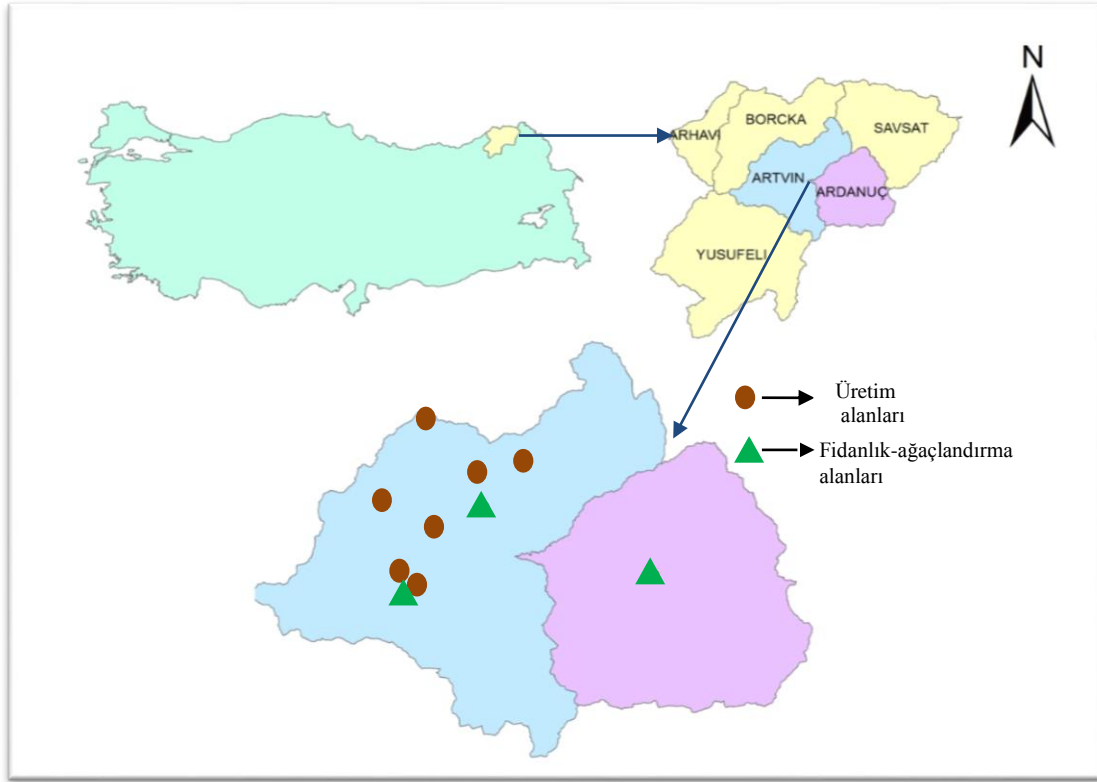 N
ARHAVI
BORCKA
SAVSAT
ARTVIN
ARDANUÇ
YUSUFELI
Üretim
alanları
Fidanlık-ağaçlandırma
alanları